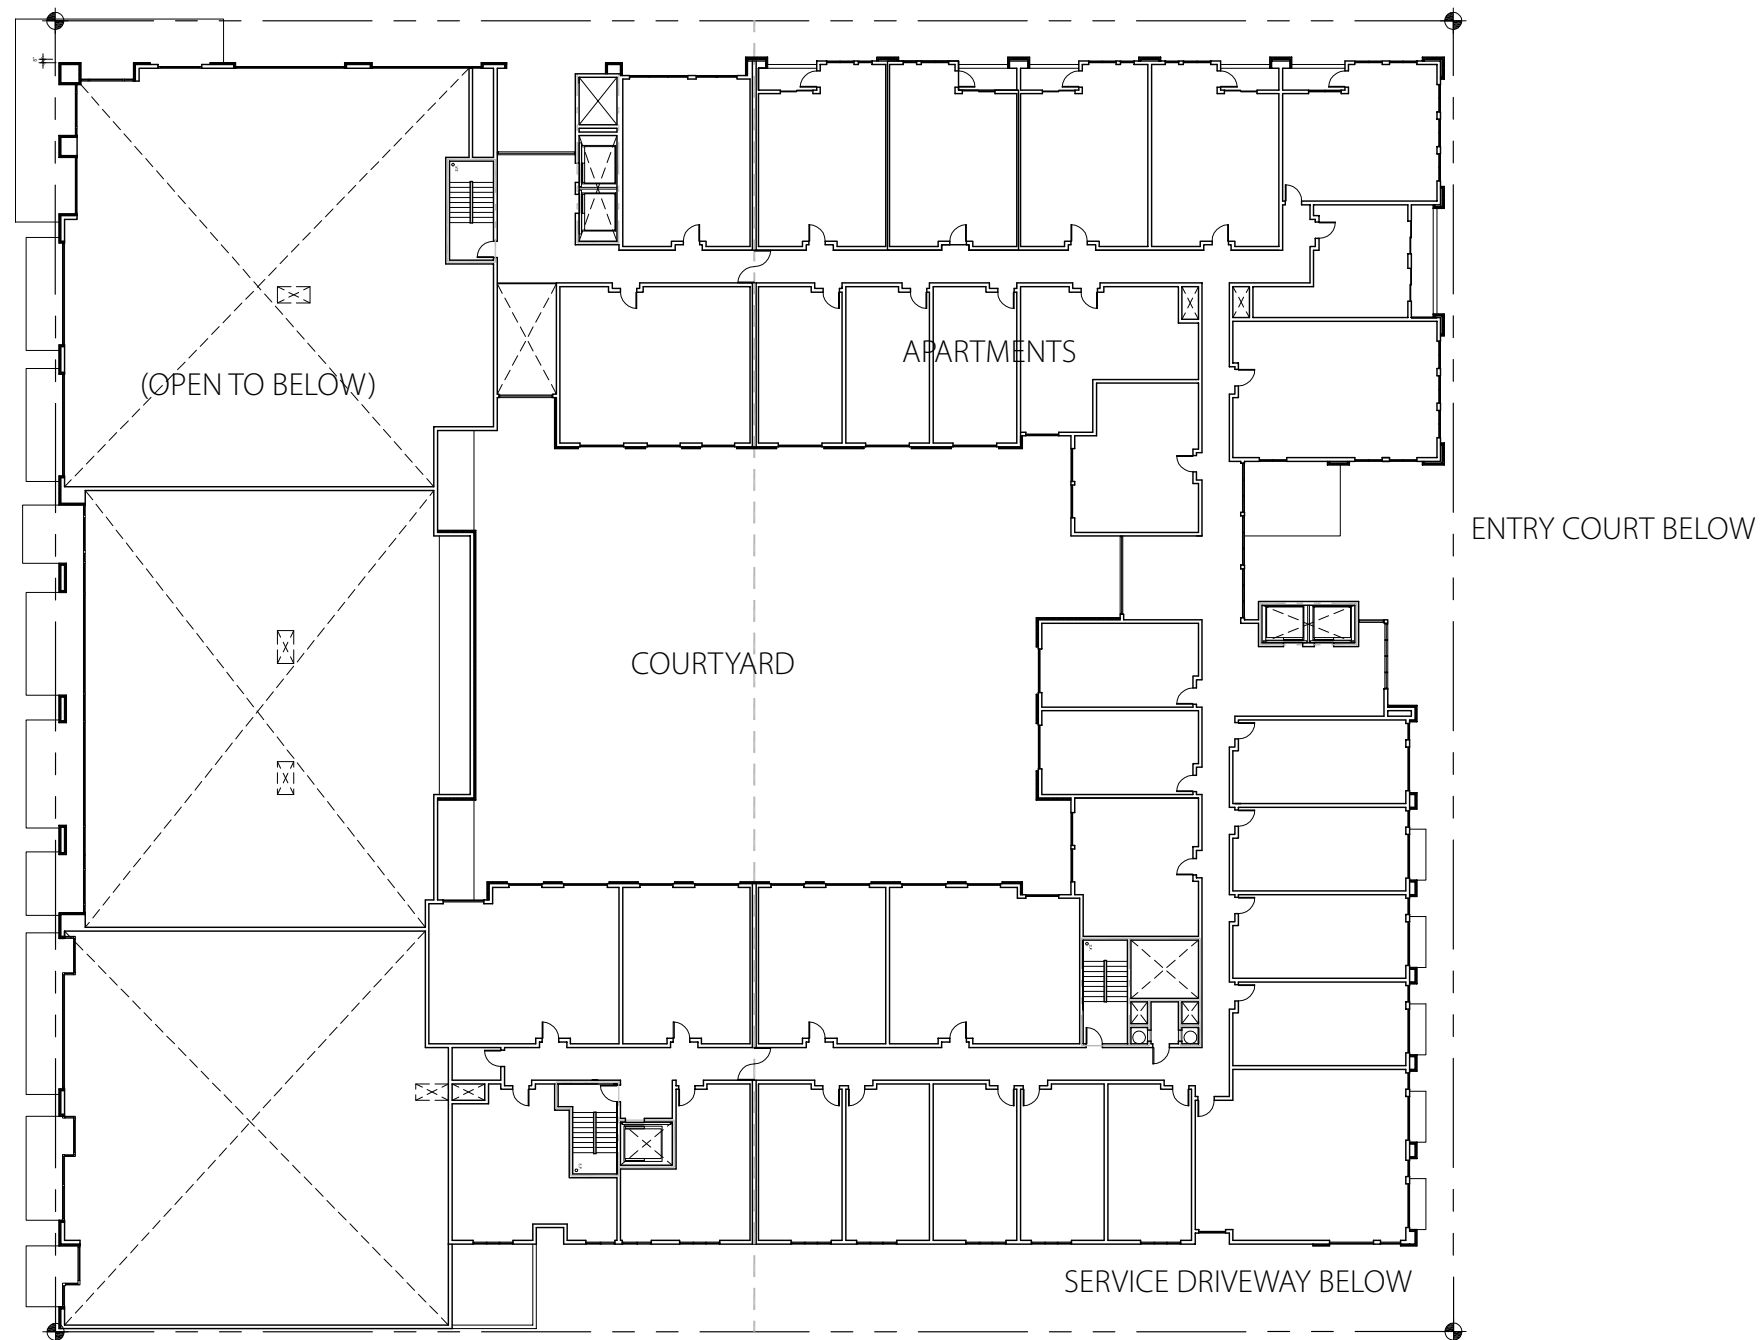 APARTMENTS
(OPEN TO BELOW)
ENTRY COURT BELOW
COURTYARD
SERVICE DRIVEWAY BELOW